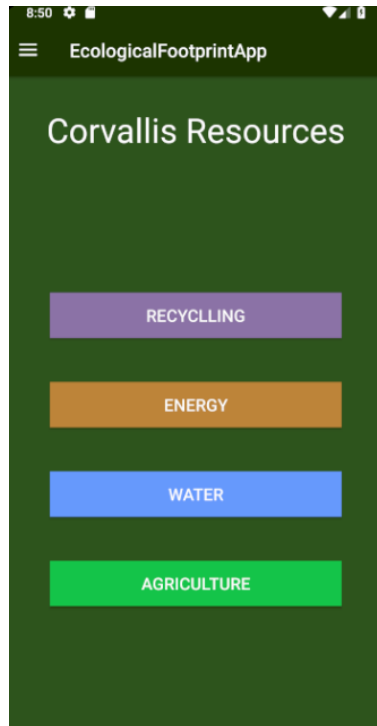 8:50
EcologicalFootprintApp
Corvallis Resources
RECYCLLING
ENERGY
WATER
AGRICULTURE